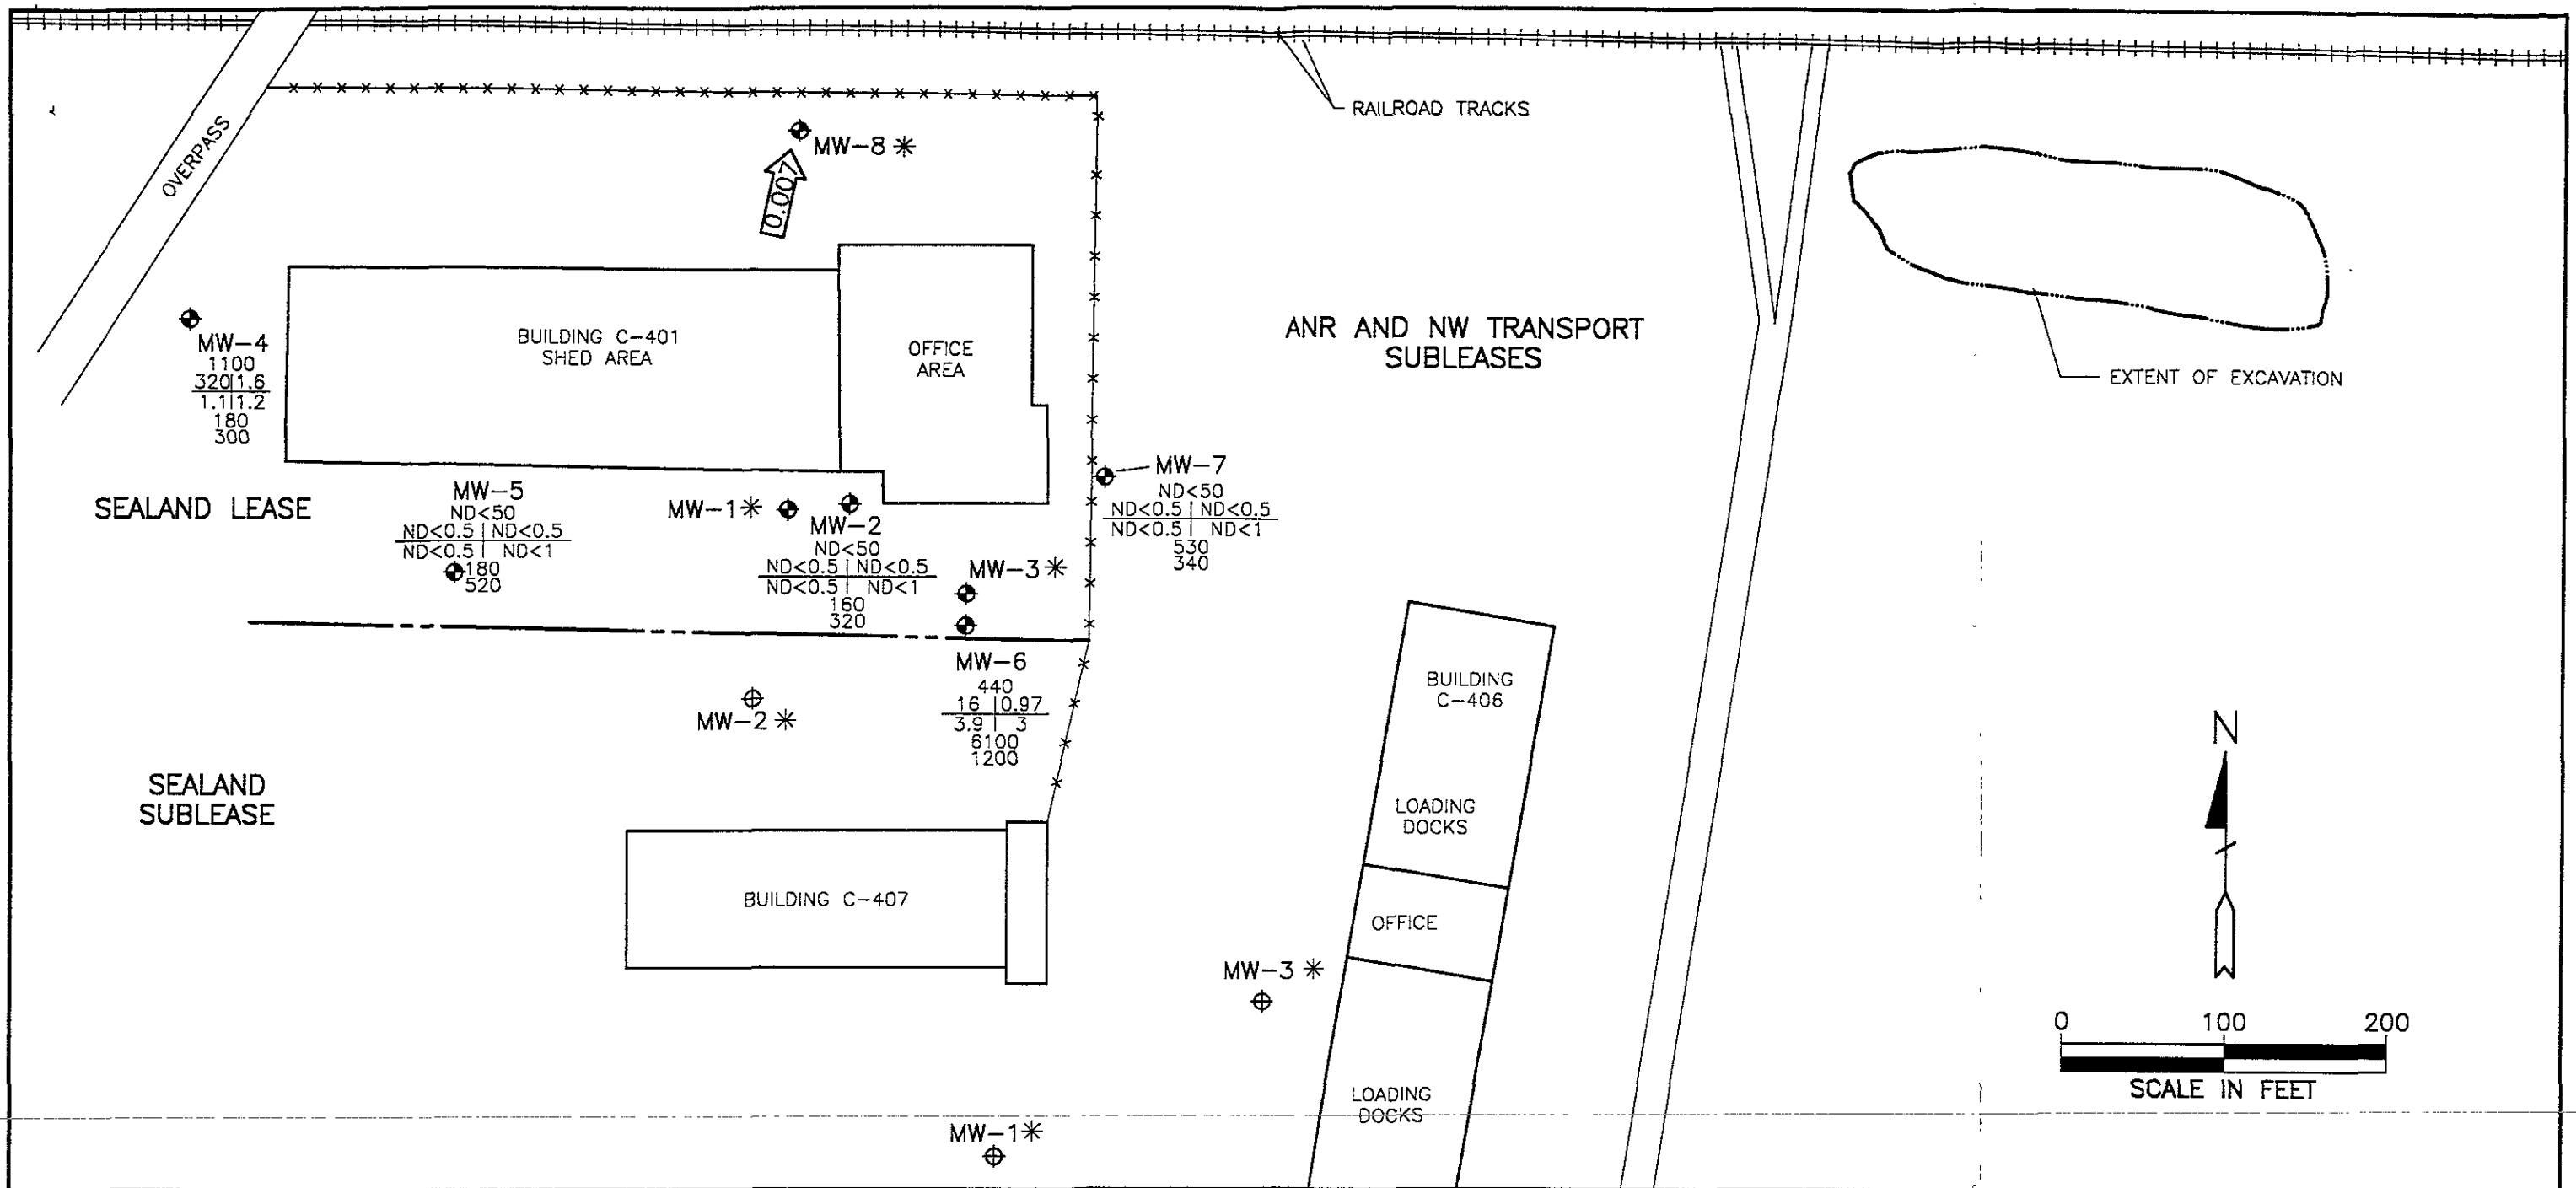 RAILROAD TRACKS
OVERPASS
MW-8 *
0.007
MW-4
1100
320|1.6
1.1|1.2
180
300
BUILDING C-401
SHED AREA
OFFICE
AREA
ANR AND NW TRANSPORT
SUBLEASES
EXTENT OF EXCAVATION
SEALAND LEASE
MW-5
ND<50
ND<0.5 | ND<0.5
ND<0.5 | ND<1
180
520
MW-1 *
MW-2
ND<50
ND<0.5 | ND<0.5
ND<0.5 | ND<1
160
320
MW-3 *
MW-7
ND<50
ND<0.5 | ND<0.5
ND<0.5 | ND<1
530
340
MW-6
440
16 | 0.97
3.9 | 3
6100
1200
MW-2 *
SEALAND
SUBLEASE
BUILDING C-407
BUILDING
C-406
LOADING
DOCKS
OFFICE
MW-3 *
LOADING
DOCKS
MW-1 *
N
0 100 200
SCALE IN FEET